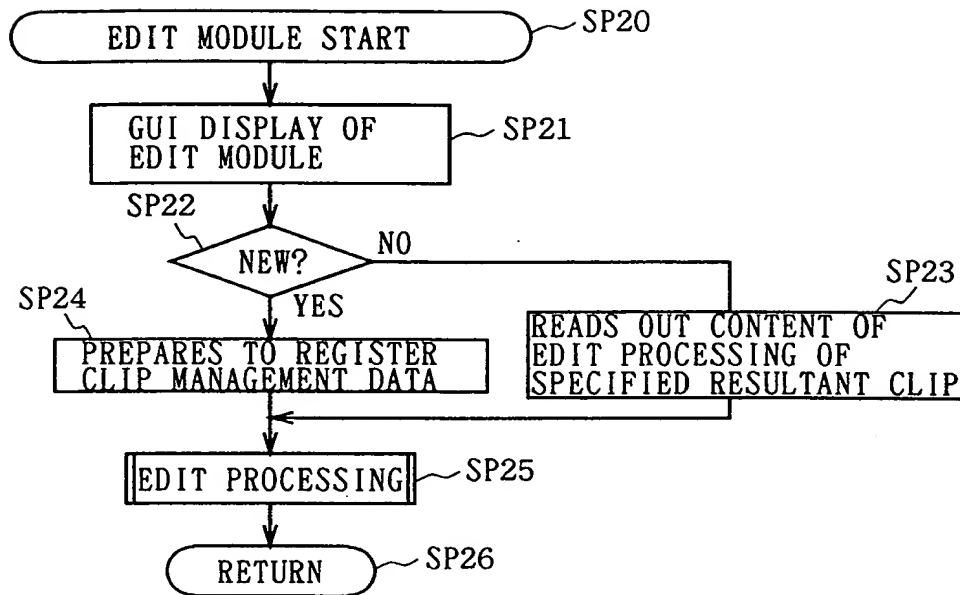 EDIT MODULE START
SP20
GUI DISPLAY OF
EDIT MODULE
SP21
SP22
NEW?
NO
YES
SP24
PREPARES TO REGISTER
CLIP MANAGEMENT DATA
SP23
READS OUT CONTENT OF
EDIT PROCESSING OF
SPECIFIED RESULTANT CLIP
EDIT PROCESSING
SP25
RETURN
SP26